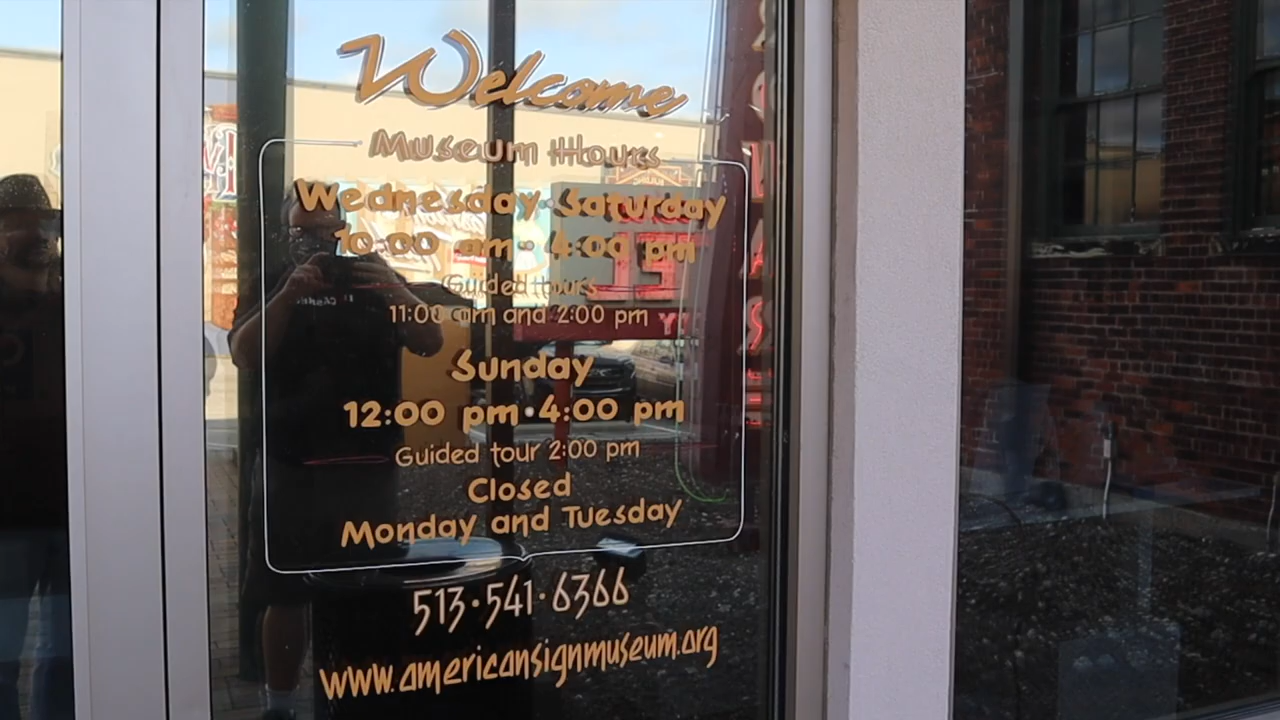 Welcome
Museum Hours
Wednesday · Saturday
10:00 am · 4:00 pm
Guided tours
11:00 am and 2:00 pm
Sunday
12:00 pm · 4:00 pm
Guided tour 2:00 pm
Closed
Monday and Tuesday
513·541·6366
www.americansignmuseum.org